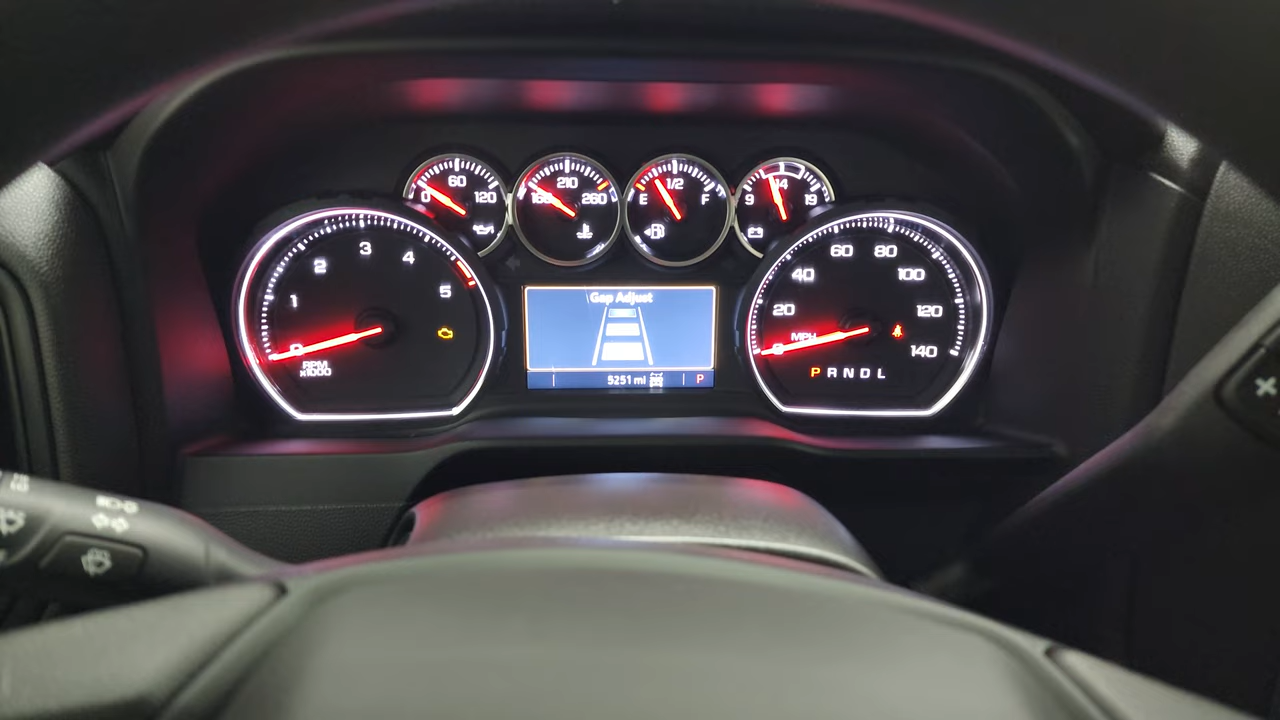 60
0 120
210
160 260
1/2
E F
14
9 19
3
2 4
1 5
0
RPM
x1000
Gap Adjust
5251 mi P
60 80
40 100
20 120
MPH
0 140
P R N D L